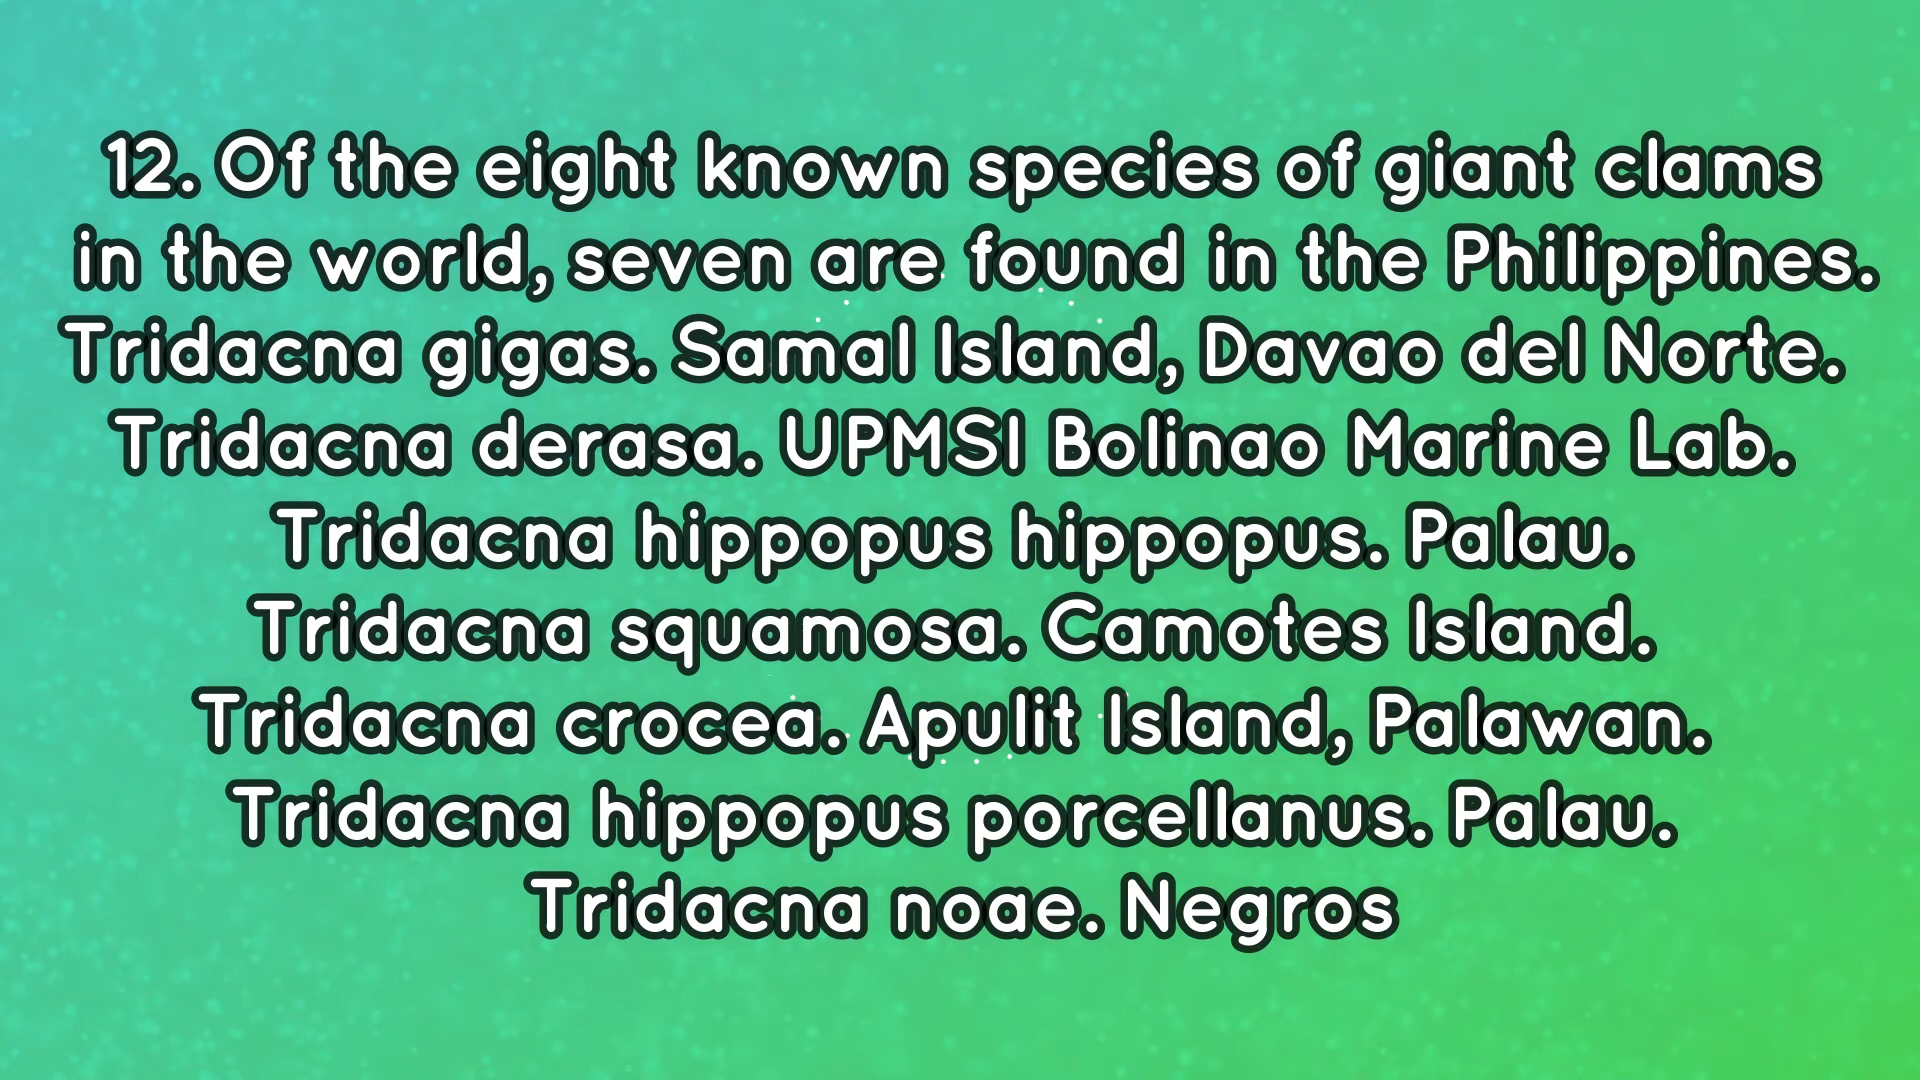 12. Of the eight known species of giant clams
in the world, seven are found in the Philippines.
Tridacna gigas. Samal Island, Davao del Norte.
Tridacna derasa. UPMSI Bolinao Marine Lab.
Tridacna hippopus hippopus. Palau.
Tridacna squamosa. Camotes Island.
Tridacna crocea. Apulit Island, Palawan.
Tridacna hippopus porcellanus. Palau.
Tridacna noae. Negros